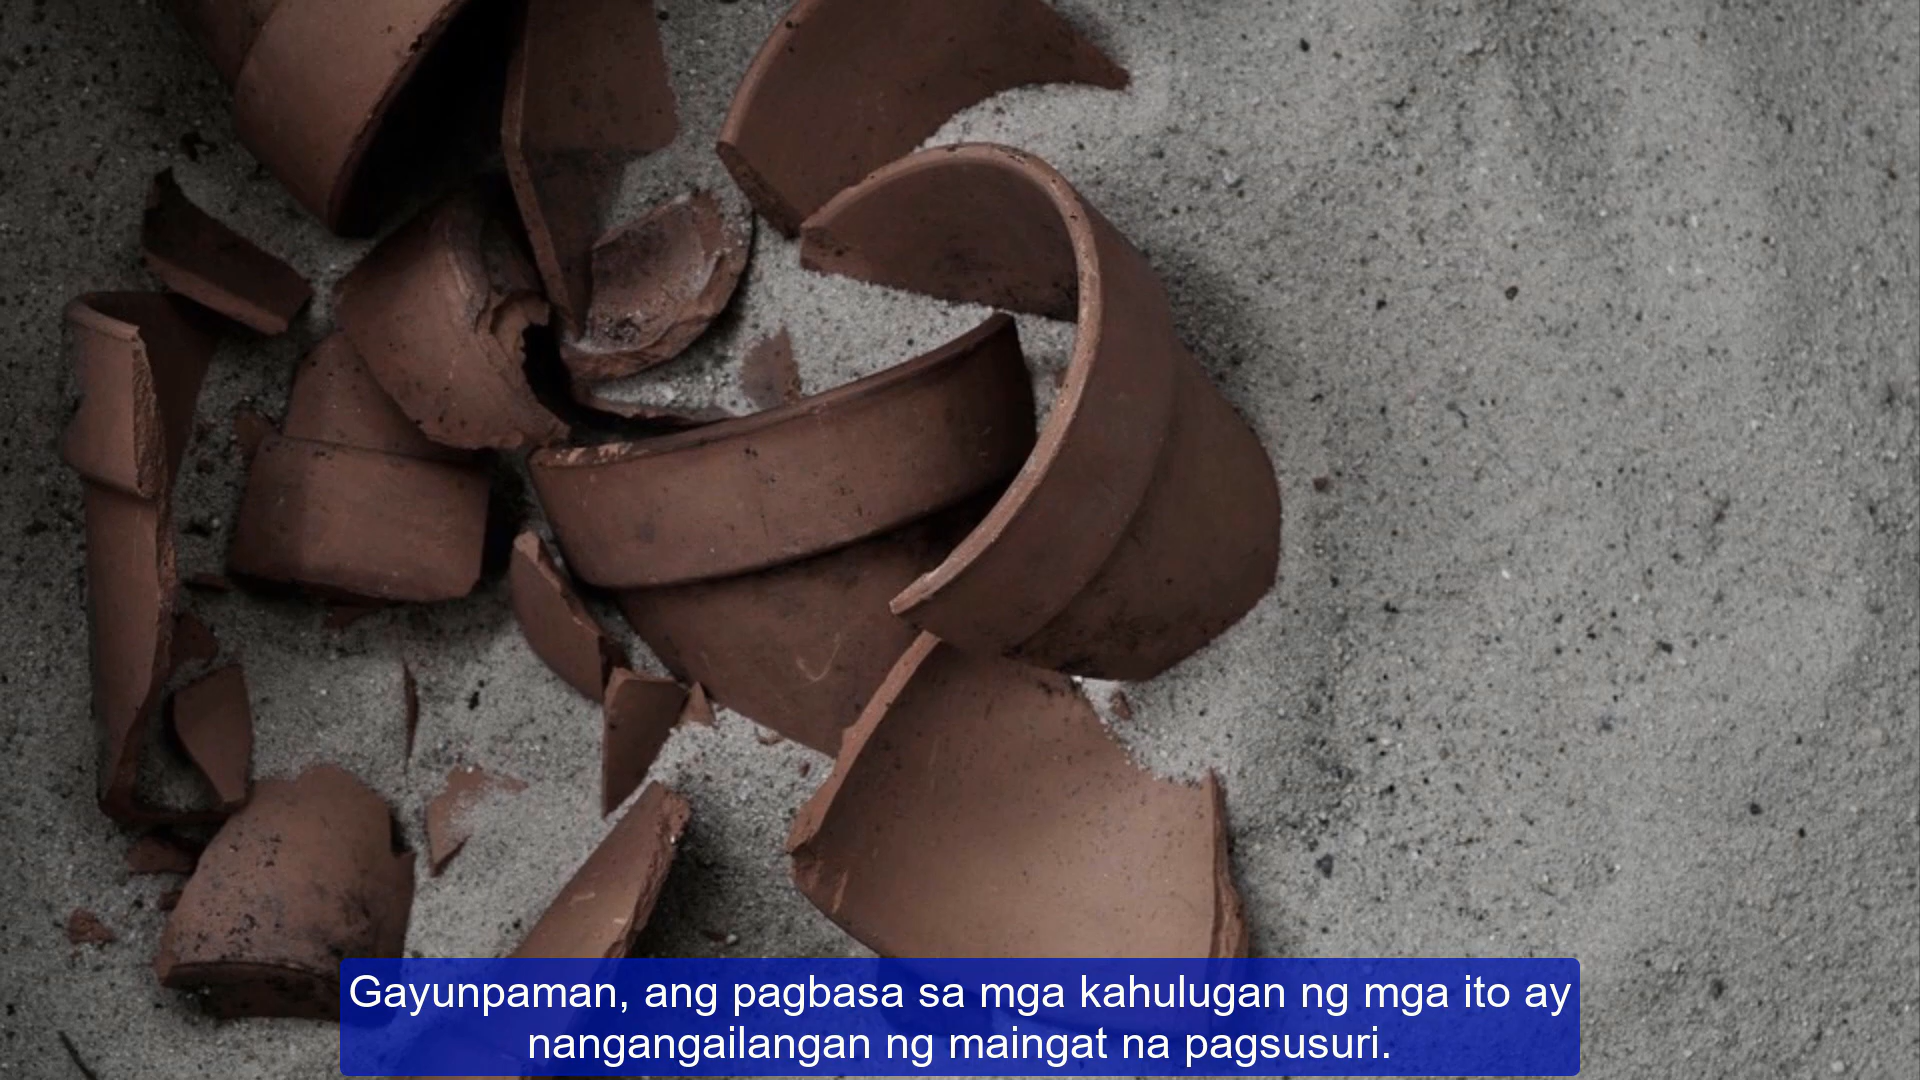 Gayunpaman, ang pagbasa sa mga kahulugan ng mga ito ay
nangangailangan ng maingat na pagsusuri.